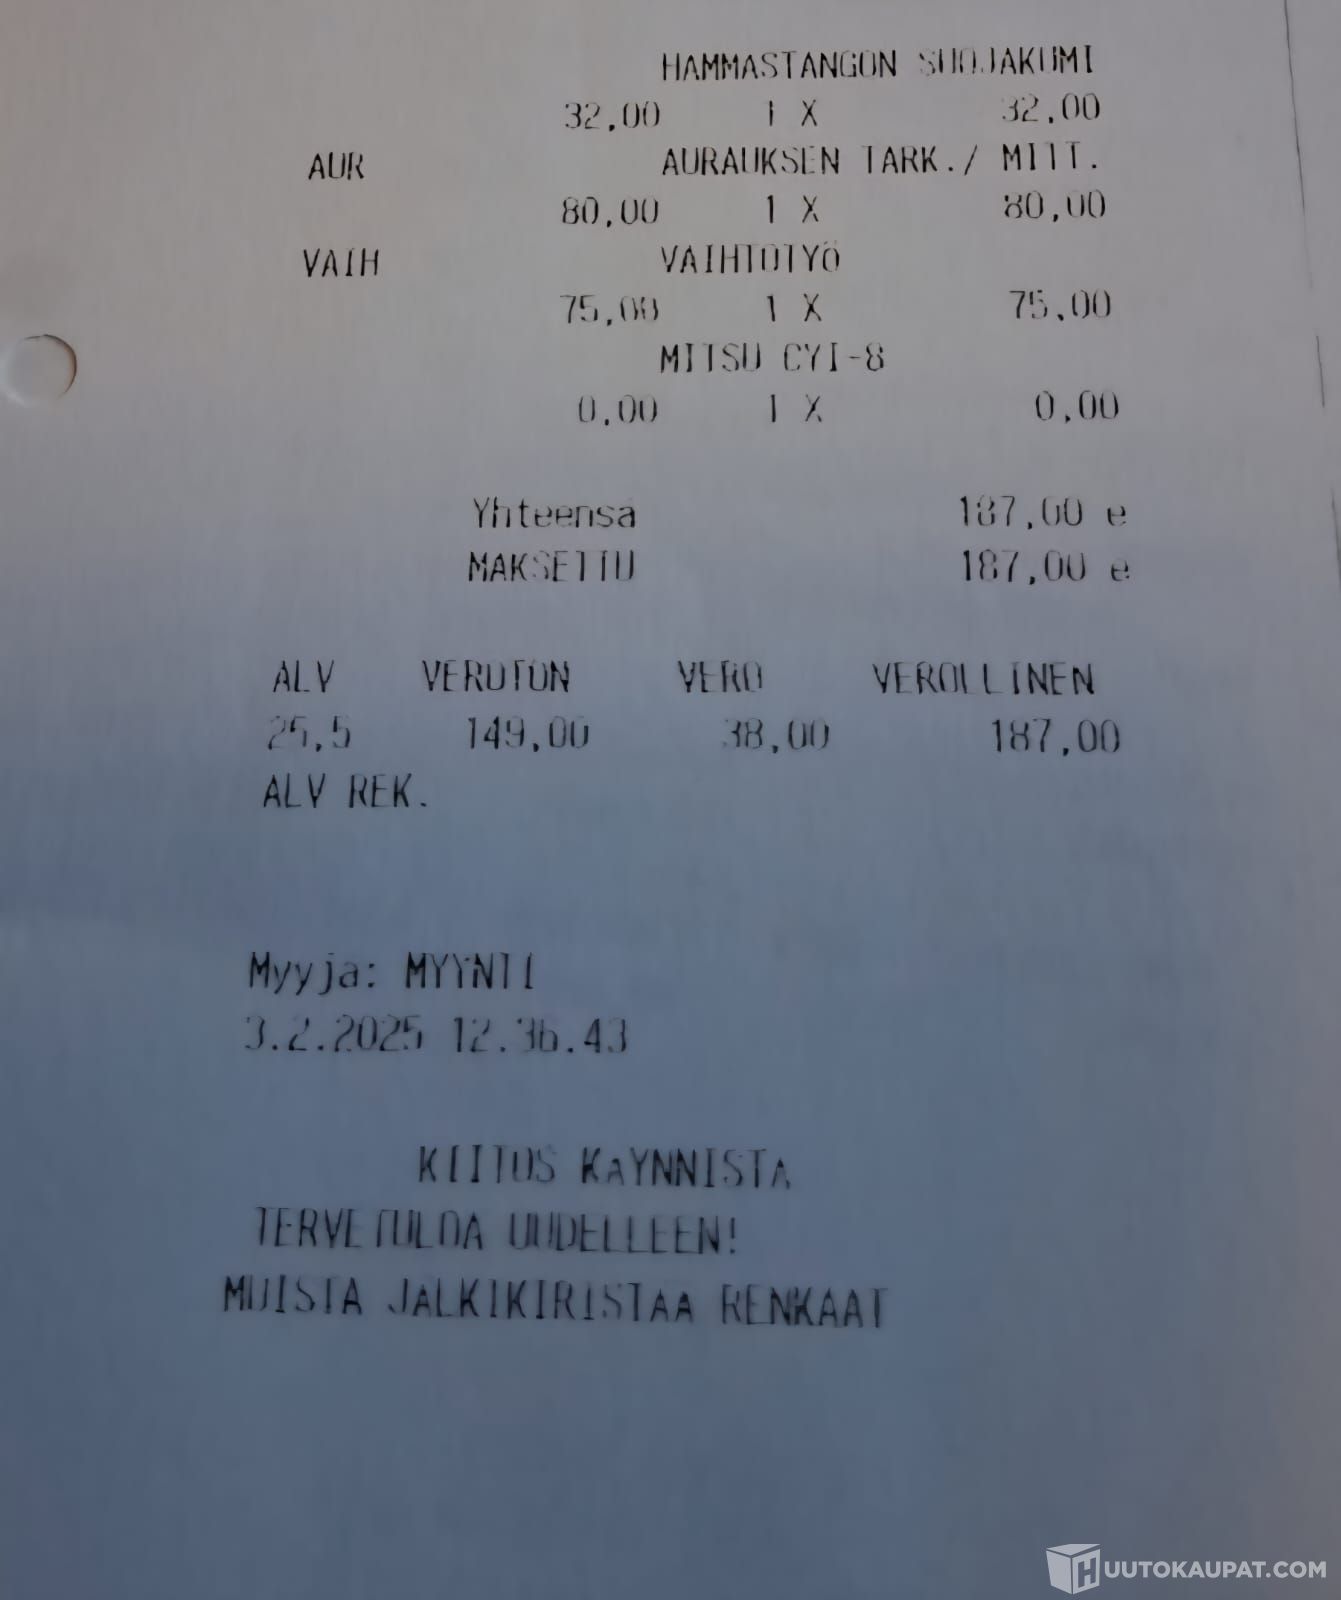 HAMMASTANGON SUOJAKUMI
32,00 1 X 32,00
AUR AURAUKSEN TARK./ MIIT.
80,00 1 X 80,00
VAIH VAIHTOTYÖ
75,00 1 X 75,00
MITSU CYI-8
0,00 1 X 0,00
Yhteensä 187,00 e
MAKSETTU 187,00 e
ALV VEROTON VERO VEROLLINEN
25,5 149,00 38,00 187,00
ALV REK.
Myyja: MYYNTI
3.2.2025 12.36.43
KIITOS KäYNNISTä
TERVETULOA UUDELLEEN!
MUISTA JäLKIKIRISTää RENKAAT
HUUTOKAUPAT.COM